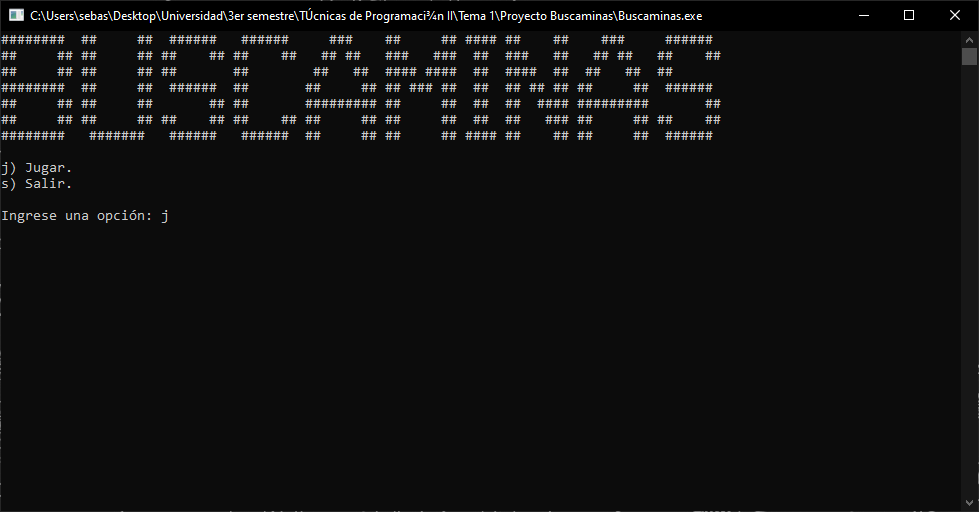 C:\Users\sebas\Desktop\Universidad\3er semestre\TÚcnicas de Programaci¾n II\Tema 1\Proyecto Buscaminas\Buscaminas.exe
BUSCAMINAS
j) Jugar.
s) Salir.
Ingrese una opción: j